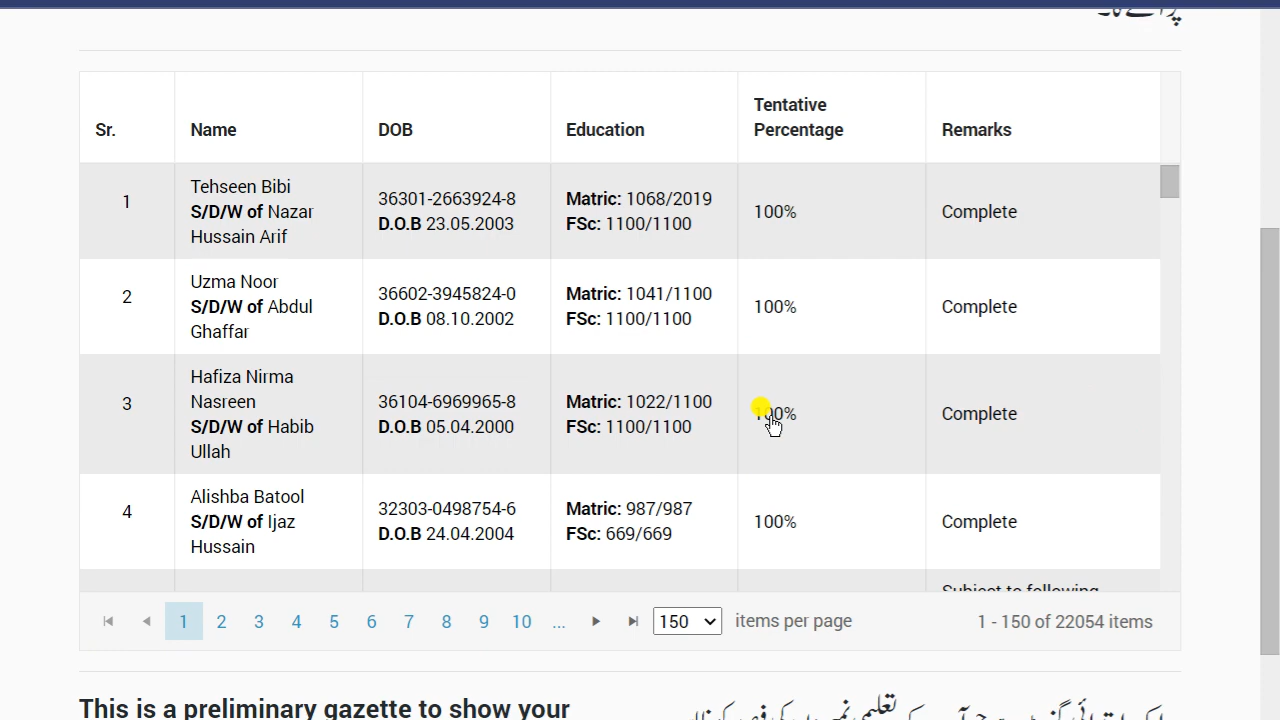 Sr.
Name
DOB
Education
Tentative
Percentage
Remarks
1
Tehseen Bibi
S/D/W of Nazar
Hussain Arif
36301-2663924-8
D.O.B 23.05.2003
Matric: 1068/2019
FSc: 1100/1100
100%
Complete
2
Uzma Noor
S/D/W of Abdul
Ghaffar
36602-3945824-0
D.O.B 08.10.2002
Matric: 1041/1100
FSc: 1100/1100
100%
Complete
3
Hafiza Nirma
Nasreen
S/D/W of Habib
Ullah
36104-6969965-8
D.O.B 05.04.2000
Matric: 1022/1100
FSc: 1100/1100
100%
Complete
4
Alishba Batool
S/D/W of Ijaz
Hussain
32303-0498754-6
D.O.B 24.04.2004
Matric: 987/987
FSc: 669/669
100%
Complete
Subject to following
1 2 3 4 5 6 7 8 9 10 ... 150 items per page 1 - 150 of 22054 items
This is a preliminary gazette to show your